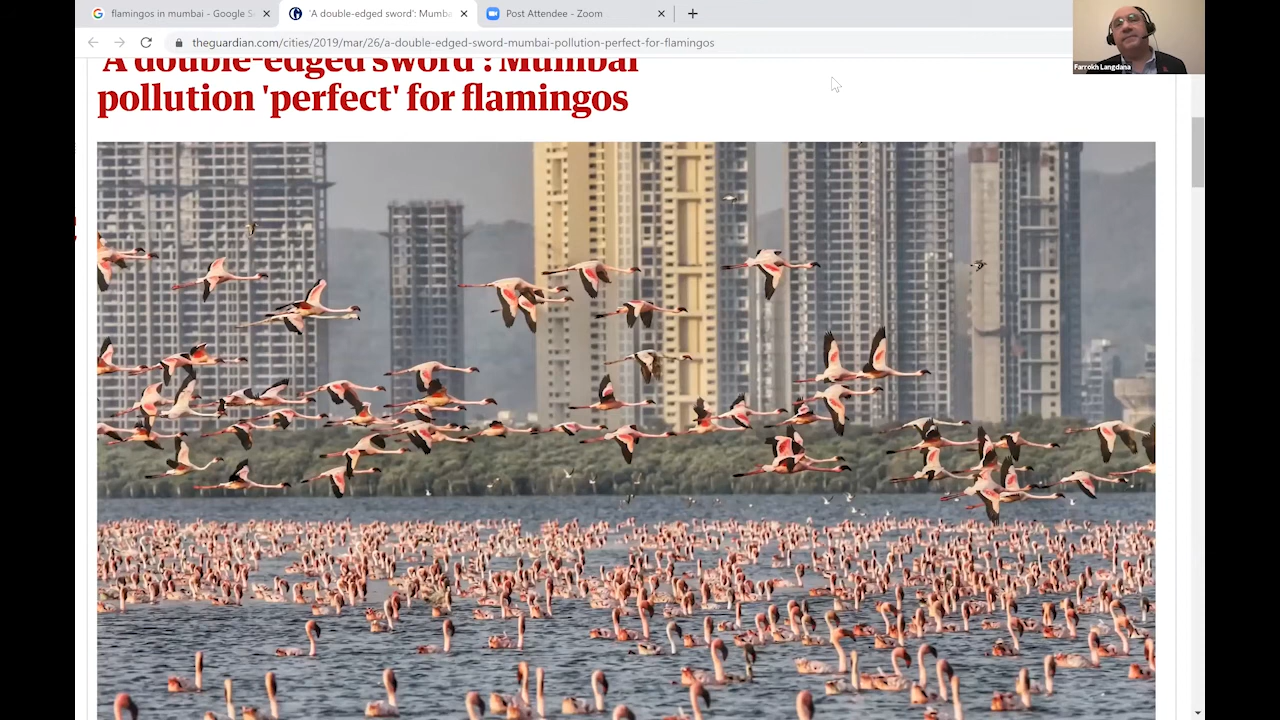 flamingos in mumbai - Google S
'A double-edged sword': Mumba
Post Attendee - Zoom
theguardian.com/cities/2019/mar/26/a-double-edged-sword-mumbai-pollution-perfect-for-flamingos
Farrokh Langdana
'A double-edged sword': Mumbai
pollution 'perfect' for flamingos